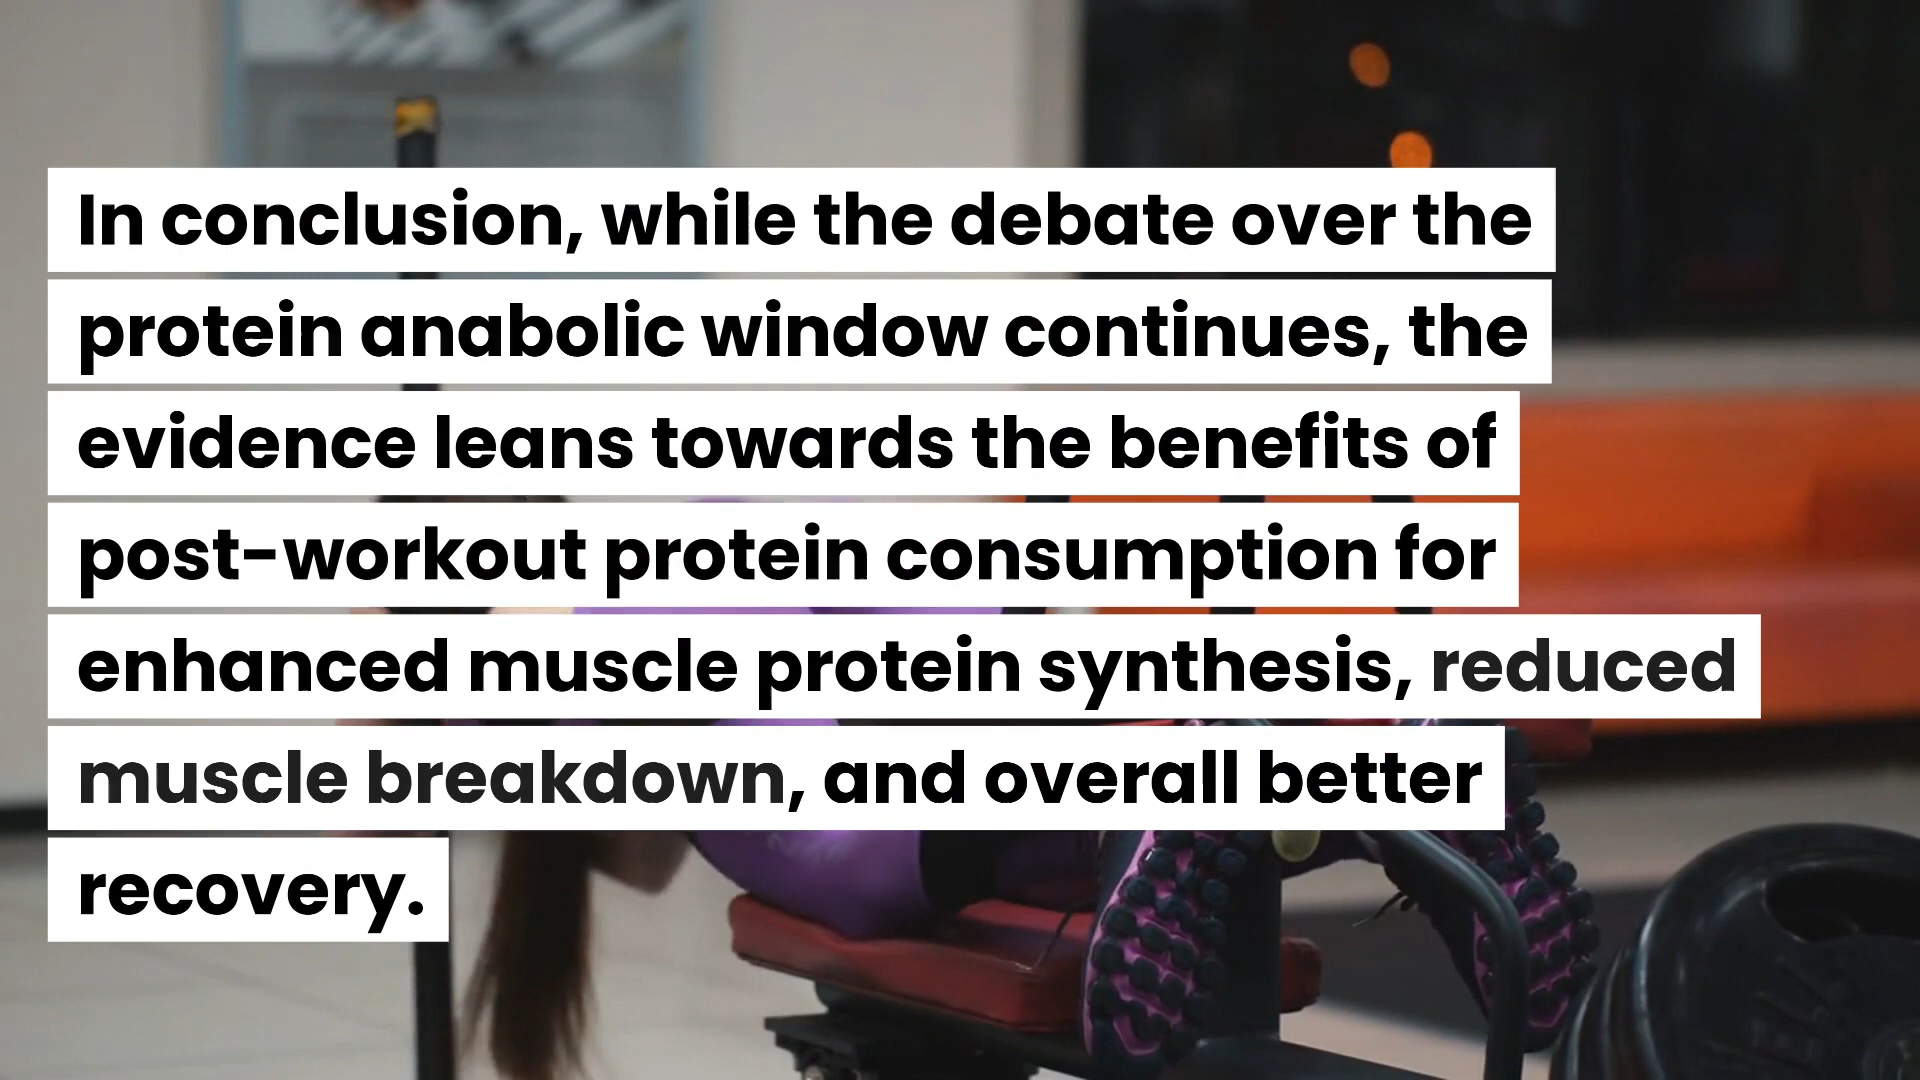 In conclusion, while the debate over the
protein anabolic window continues, the
evidence leans towards the benefits of
post-workout protein consumption for
enhanced muscle protein synthesis, reduced
muscle breakdown, and overall better
recovery.